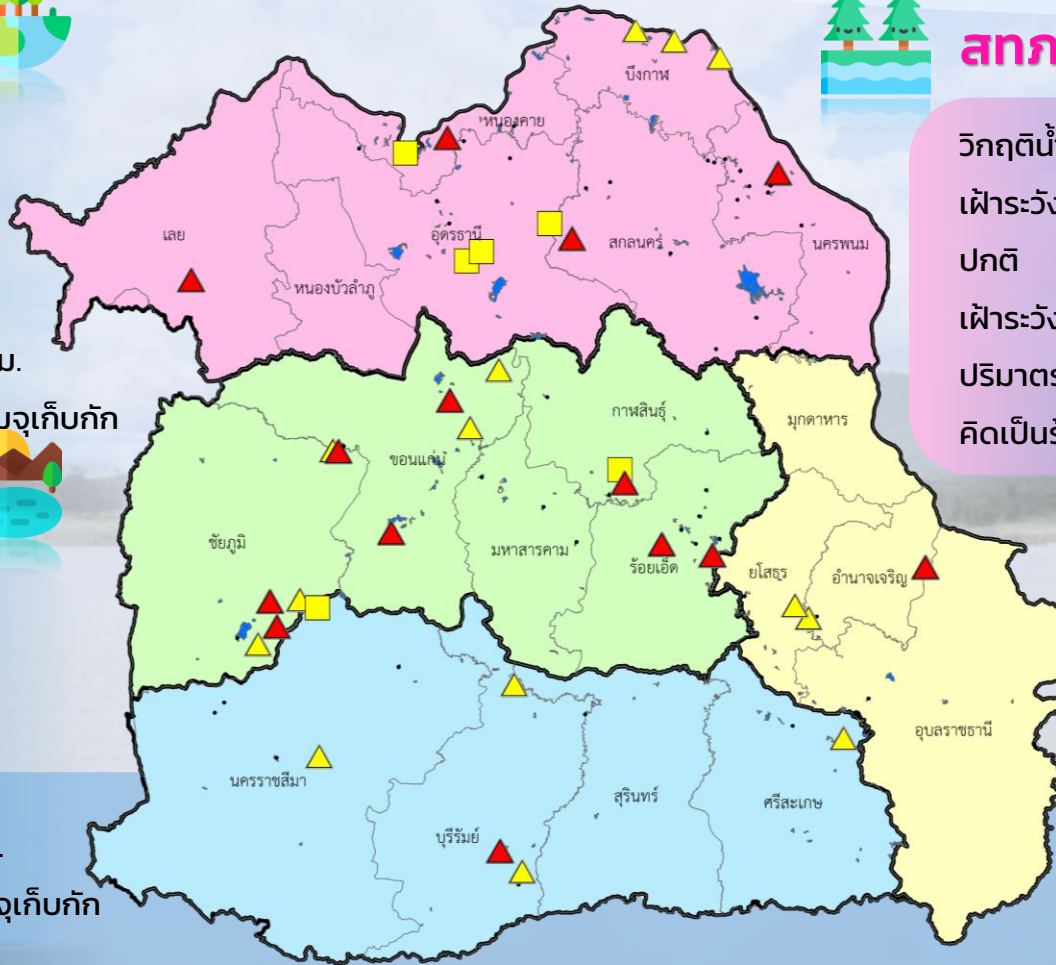 สทภ
วิกฤติน้
เฝ้าระวัง
ปกติ
เฝ้าระวัง
ปริมาตร
คิดเป็นร้
ม.
จุเก็บกัก
.
จุเก็บกัก
บึงกาฬ
หนองคาย
เลย
อุดรธานี
สกลนคร
นครพนม
หนองบัวลำภู
กาฬสินธุ์
มุกดาหาร
ขอนแก่น
ชัยภูมิ
มหาสารคาม
ร้อยเอ็ด
ยโสธร
อำนาจเจริญ
อุบลราชธานี
นครราชสีมา
สุรินทร์
ศรีสะเกษ
บุรีรัมย์